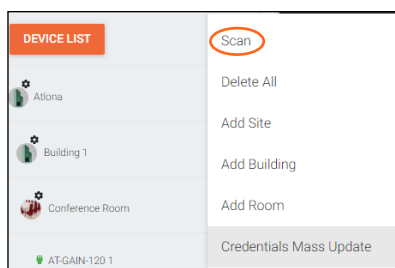 DEVICE LIST
Scan
Delete All
Atlona
Add Site
Building 1
Add Building
Conference Room
Add Room
Credentials Mass Update
AT-GAIN-120 1